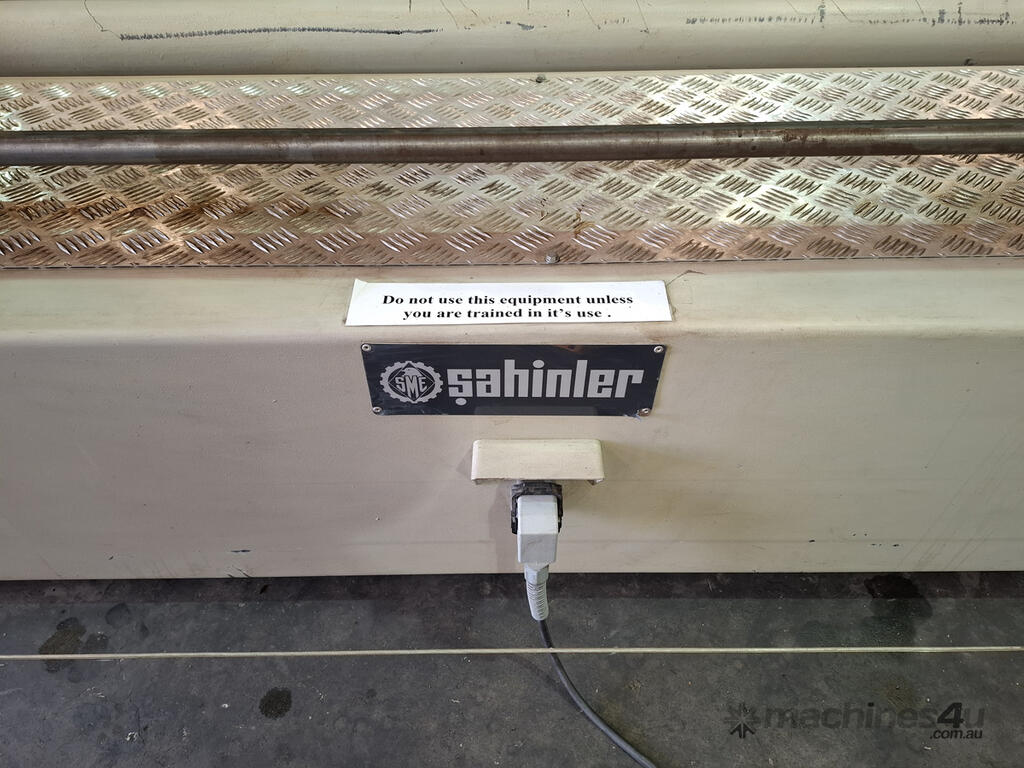 Do not use this equipment unless
you are trained in it's use .
SME
şahinler
machines4u
.com.au